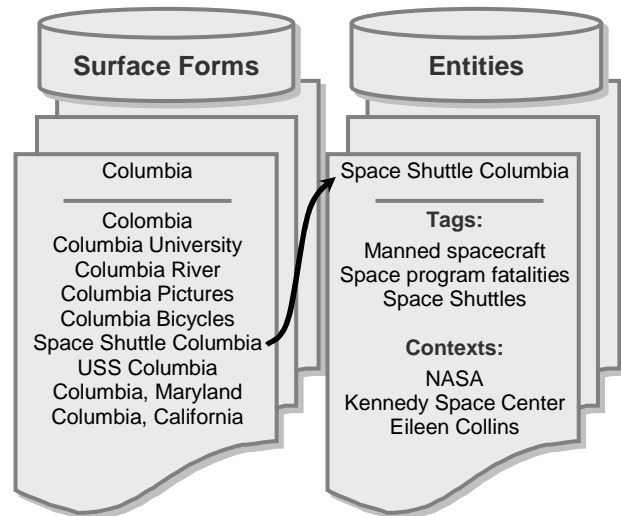 Surface Forms
Columbia
Colombia
Columbia University
Columbia River
Columbia Pictures
Columbia Bicycles
Space Shuttle Columbia
USS Columbia
Columbia, Maryland
Columbia, California
Entities
Space Shuttle Columbia
Tags:
Manned spacecraft
Space program fatalities
Space Shuttles
Contexts:
NASA
Kennedy Space Center
Eileen Collins